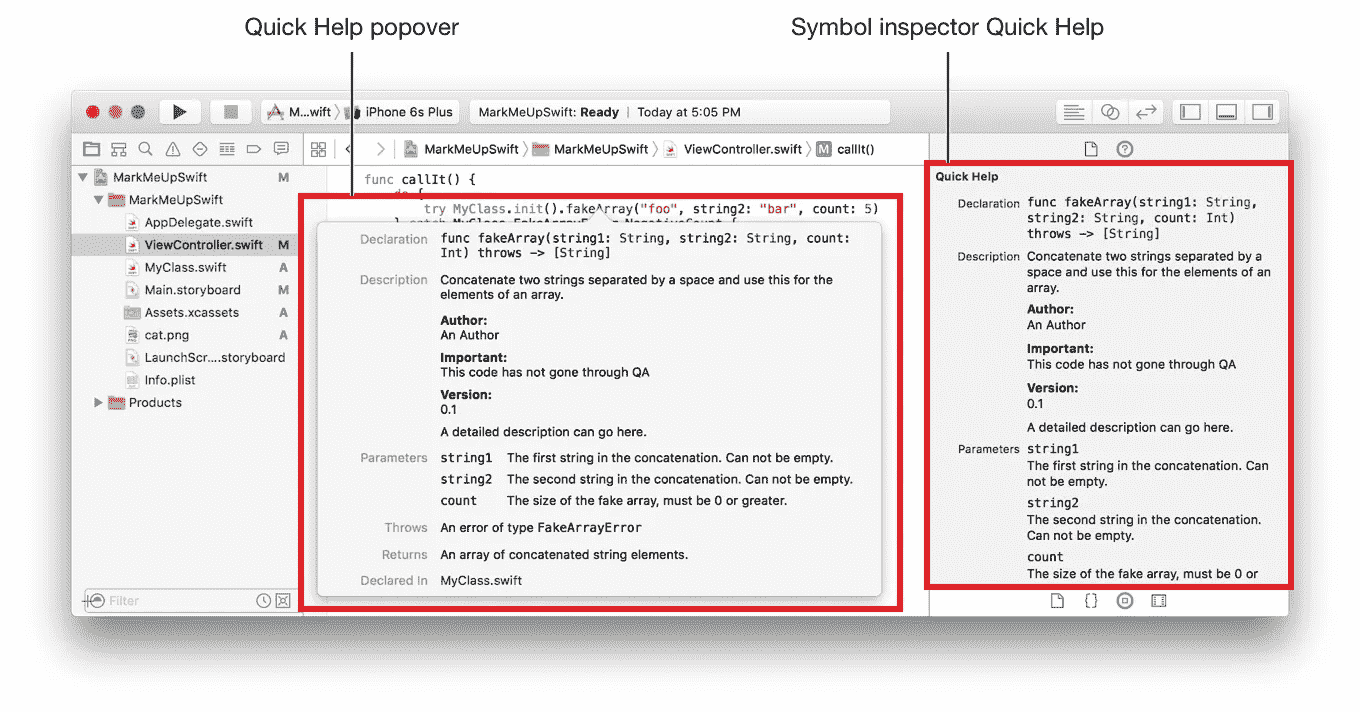 Quick Help popover
Symbol inspector Quick Help
M...wift
iPhone 6s Plus
MarkMeUpSwift: Ready | Today at 5:05 PM
MarkMeUpSwift
MarkMeUpSwift
ViewController.swift
M callIt()
MarkMeUpSwift M
MarkMeUpSwift
AppDelegate.swift
ViewController.swift M
MyClass.swift A
Main.storyboard M
Assets.xcassets A
cat.png A
LaunchScr....storyboard
Info.plist
Products
Filter
func callIt() {
do {
try MyClass.init().fakeArray("foo", string2: "bar", count: 5)
Declaration func fakeArray(string1: String, string2: String, count:
Int) throws -> [String]
Description Concatenate two strings separated by a space and use this for the
elements of an array.
Author:
An Author
Important:
This code has not gone through QA
Version:
0.1
A detailed description can go here.
Parameters string1 The first string in the concatenation. Can not be empty.
string2 The second string in the concatenation. Can not be empty.
count The size of the fake array, must be 0 or greater.
Throws An error of type FakeArrayError
Returns An array of concatenated string elements.
Declared In MyClass.swift
Quick Help
Declaration func fakeArray(string1: String,
string2: String, count: Int)
throws -> [String]
Description Concatenate two strings separated by a
space and use this for the elements of an
array.
Author:
An Author
Important:
This code has not gone through QA
Version:
0.1
A detailed description can go here.
Parameters string1
The first string in the concatenation. Can
not be empty.
string2
The second string in the concatenation.
Can not be empty.
count
The size of the fake array, must be 0 or